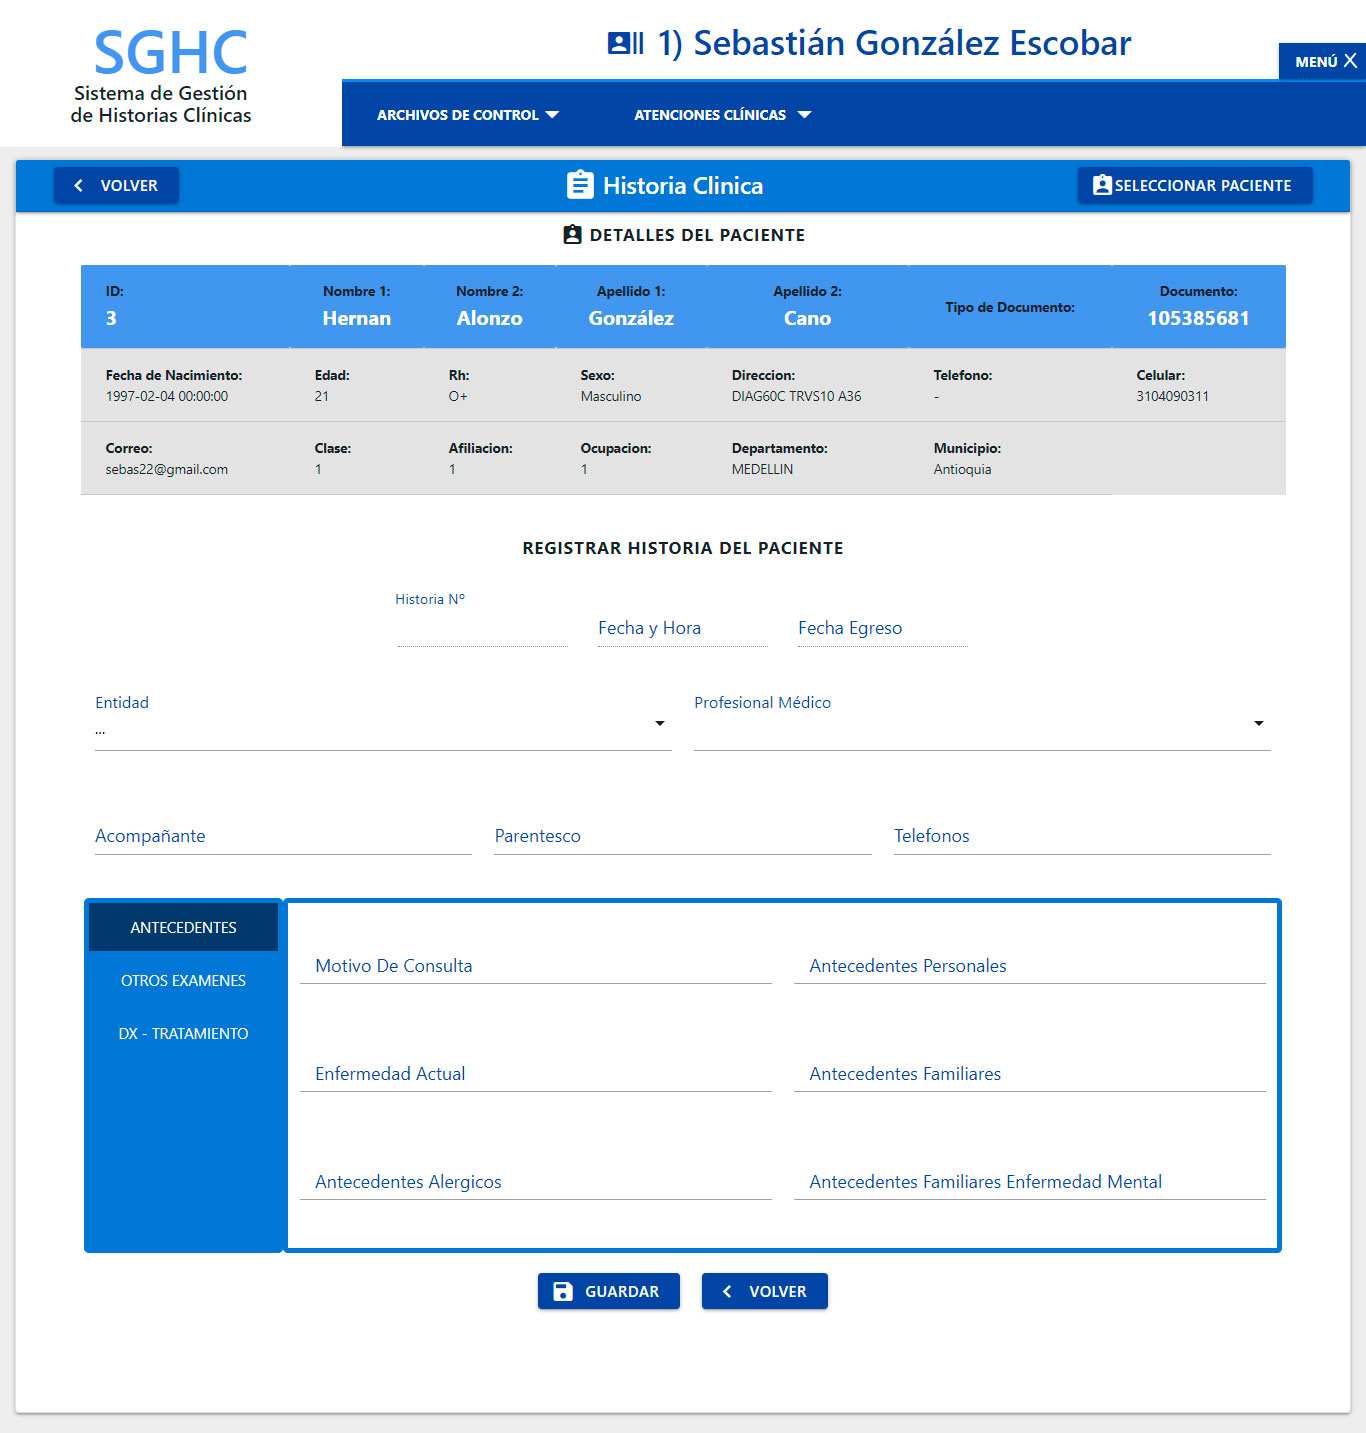 SGHC
Sistema de Gestión
de Historias Clínicas
1) Sebastián González Escobar
MENÚ X
ARCHIVOS DE CONTROL
ATENCIONES CLÍNICAS
VOLVER
Historia Clinica
SELECCIONAR PACIENTE
DETALLES DEL PACIENTE
ID: Nombre 1: Nombre 2: Apellido 1: Apellido 2: Tipo de Documento: Documento:
3 Hernan Alonzo González Cano 105385681
Fecha de Nacimiento: Edad: Rh: Sexo: Direccion: Telefono: Celular:
1997-02-04 00:00:00 21 O+ Masculino DIAG60C TRVS10 A36 - 3104090311
Correo: Clase: Afiliacion: Ocupacion: Departamento: Municipio:
sebas22@gmail.com 1 1 1 MEDELLIN Antioquia
REGISTRAR HISTORIA DEL PACIENTE
Historia Nº
Fecha y Hora Fecha Egreso
Entidad Profesional Médico
...
Acompañante Parentesco Telefonos
ANTECEDENTES
OTROS EXAMENES
DX - TRATAMIENTO
Motivo De Consulta Antecedentes Personales
Enfermedad Actual Antecedentes Familiares
Antecedentes Alergicos Antecedentes Familiares Enfermedad Mental
GUARDAR VOLVER